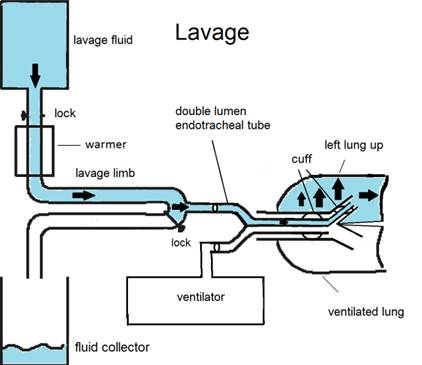 Lavage
lavage fluid
lock
warmer
lavage limb
double lumen
endotracheal tube
cuff
left lung up
lock
ventilator
ventilated lung
fluid collector